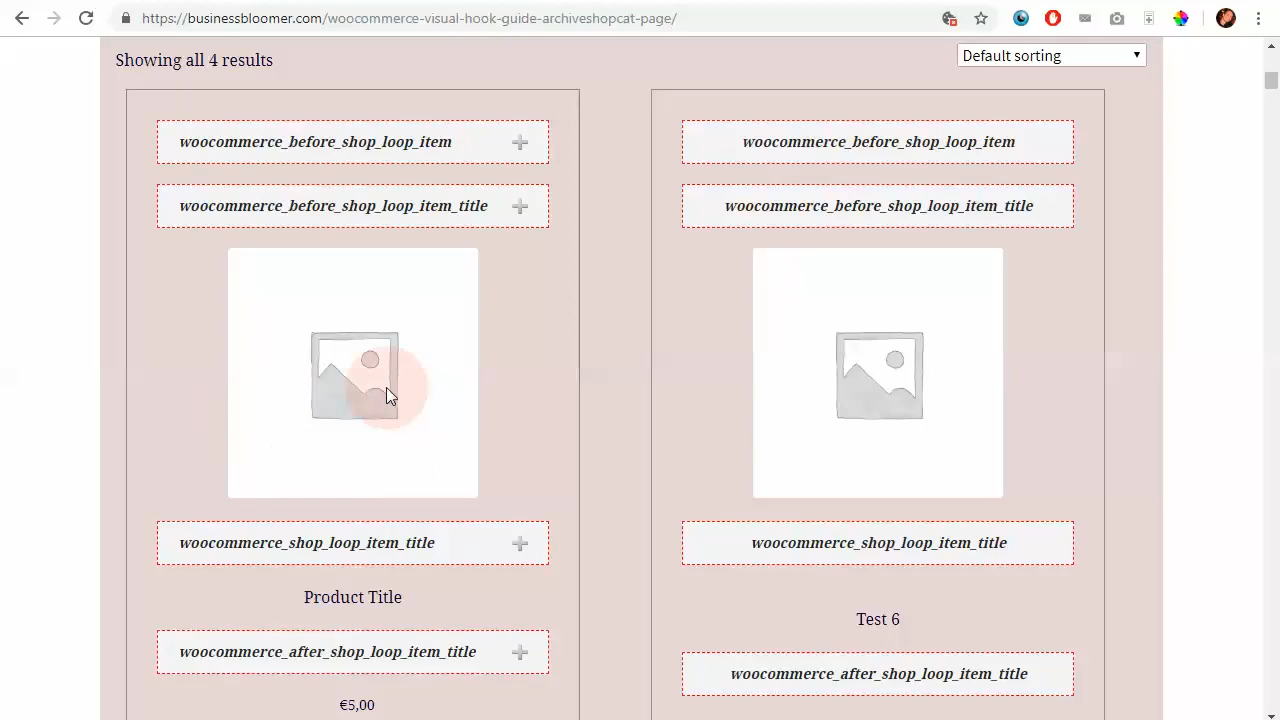 https://businessbloomer.com/woocommerce-visual-hook-guide-archiveshopcat-page/
Showing all 4 results
Default sorting
woocommerce_before_shop_loop_item
woocommerce_before_shop_loop_item
woocommerce_before_shop_loop_item_title
woocommerce_before_shop_loop_item_title
woocommerce_shop_loop_item_title
woocommerce_shop_loop_item_title
Product Title
Test 6
woocommerce_after_shop_loop_item_title
woocommerce_after_shop_loop_item_title
€5,00